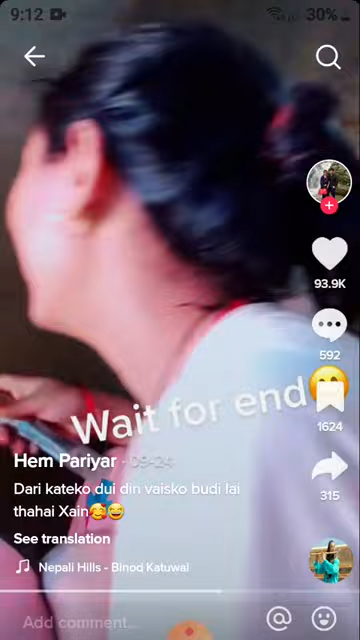 9:12
30%
93.9K
592
Wait for end
1624
Hem Pariyar · 09-24
315
Dari kateko dui din vaisko budi lai
thahai Xain🥰😅
See translation
Nepali Hills - Binod Katuwal
Add comment...